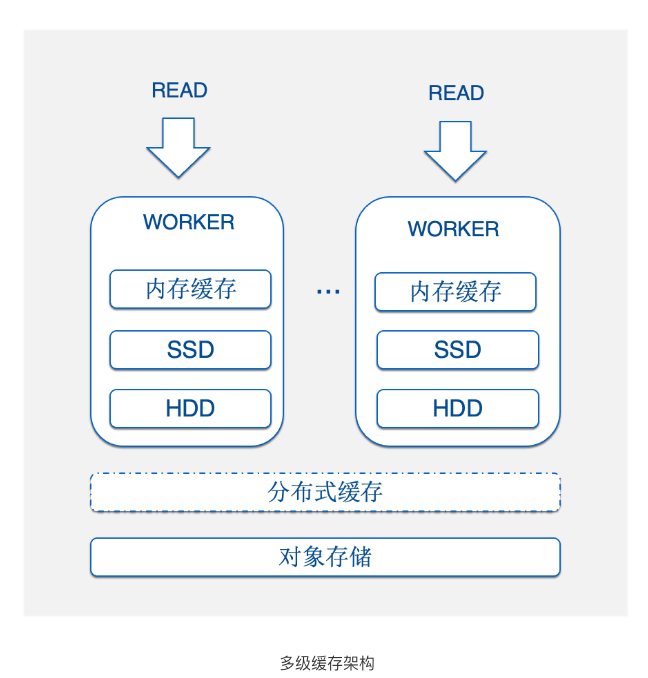 READ
READ
WORKER
WORKER
内存缓存
...
内存缓存
SSD
SSD
HDD
HDD
分布式缓存
对象存储
多级缓存架构